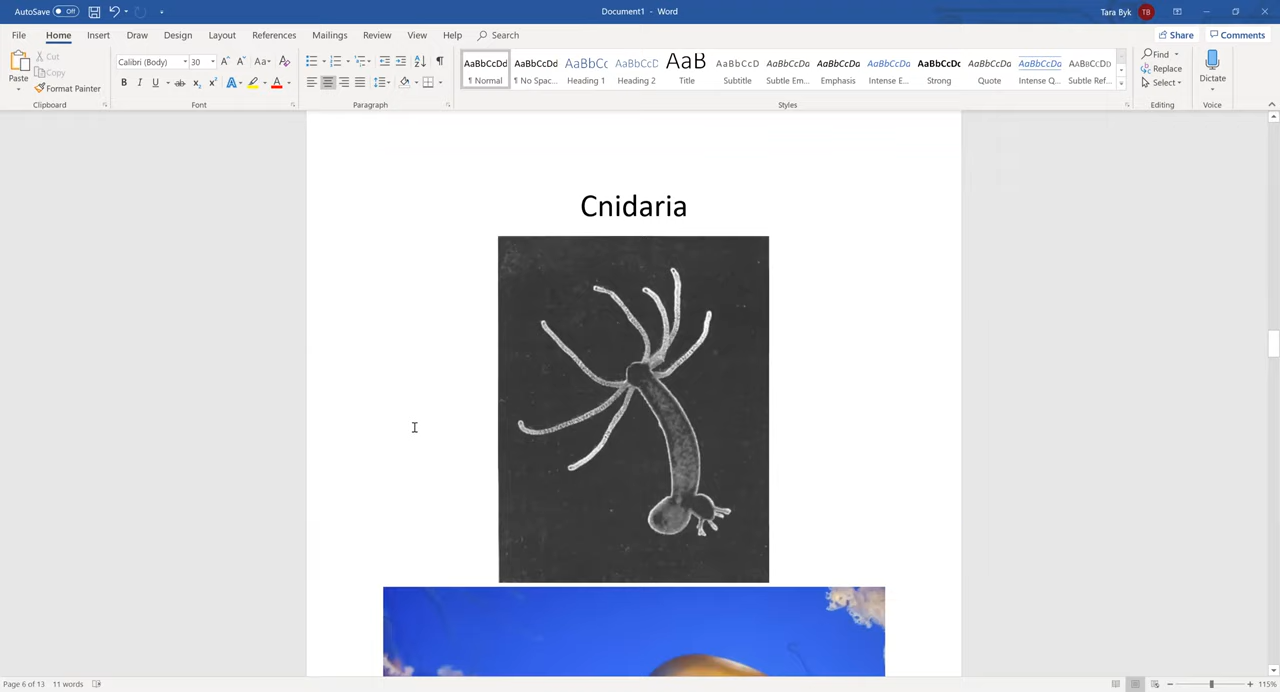 AutoSave Off
Document1 - Word
Tara Byk TB
File Home Insert Draw Design Layout References Mailings Review View Help Search
Share Comments
Paste
Cut
Copy
Format Painter
Clipboard
Calibri (Body) 30
Font
Paragraph
AaBbCcDd AaBbCcDd AaBbCc AaBbCcD AaB AaBbCcD AaBbCcDd AaBbCcDd AaBbCcDd AaBbCcDc AaBbCcDd AaBbCcDd AaBbCcDd
¶ Normal ¶ No Spac... Heading 1 Heading 2 Title Subtitle Subtle Em... Emphasis Intense E... Strong Quote Intense Q... Subtle Ref...
Styles
Find
Replace
Select
Editing
Dictate
Voice
Cnidaria
Page 6 of 13 11 words
115%